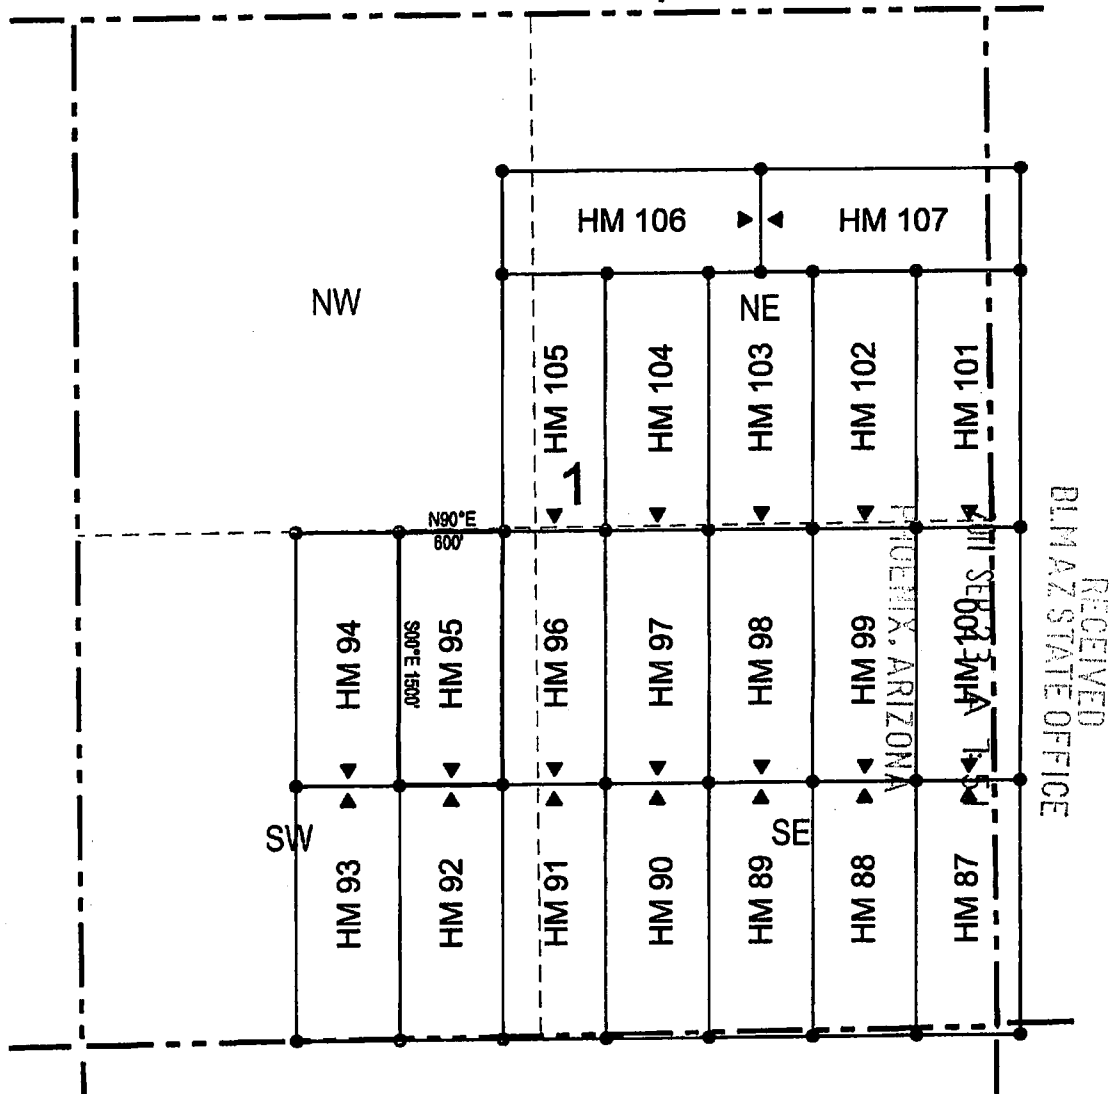 HM 106
HM 107
NW
NE
HM 105
HM 104
HM 103
HM 102
HM 101
1
N90°E
600'
HM 94
S00°E 1500'
HM 95
HM 96
HM 97
HM 98
HM 99
HM 100
SW
SE
HM 93
HM 92
HM 91
HM 90
HM 89
HM 88
HM 87
RECEIVED
BLM AZ STATE OFFICE
SEP 23 A
PHOENIX, ARIZONA